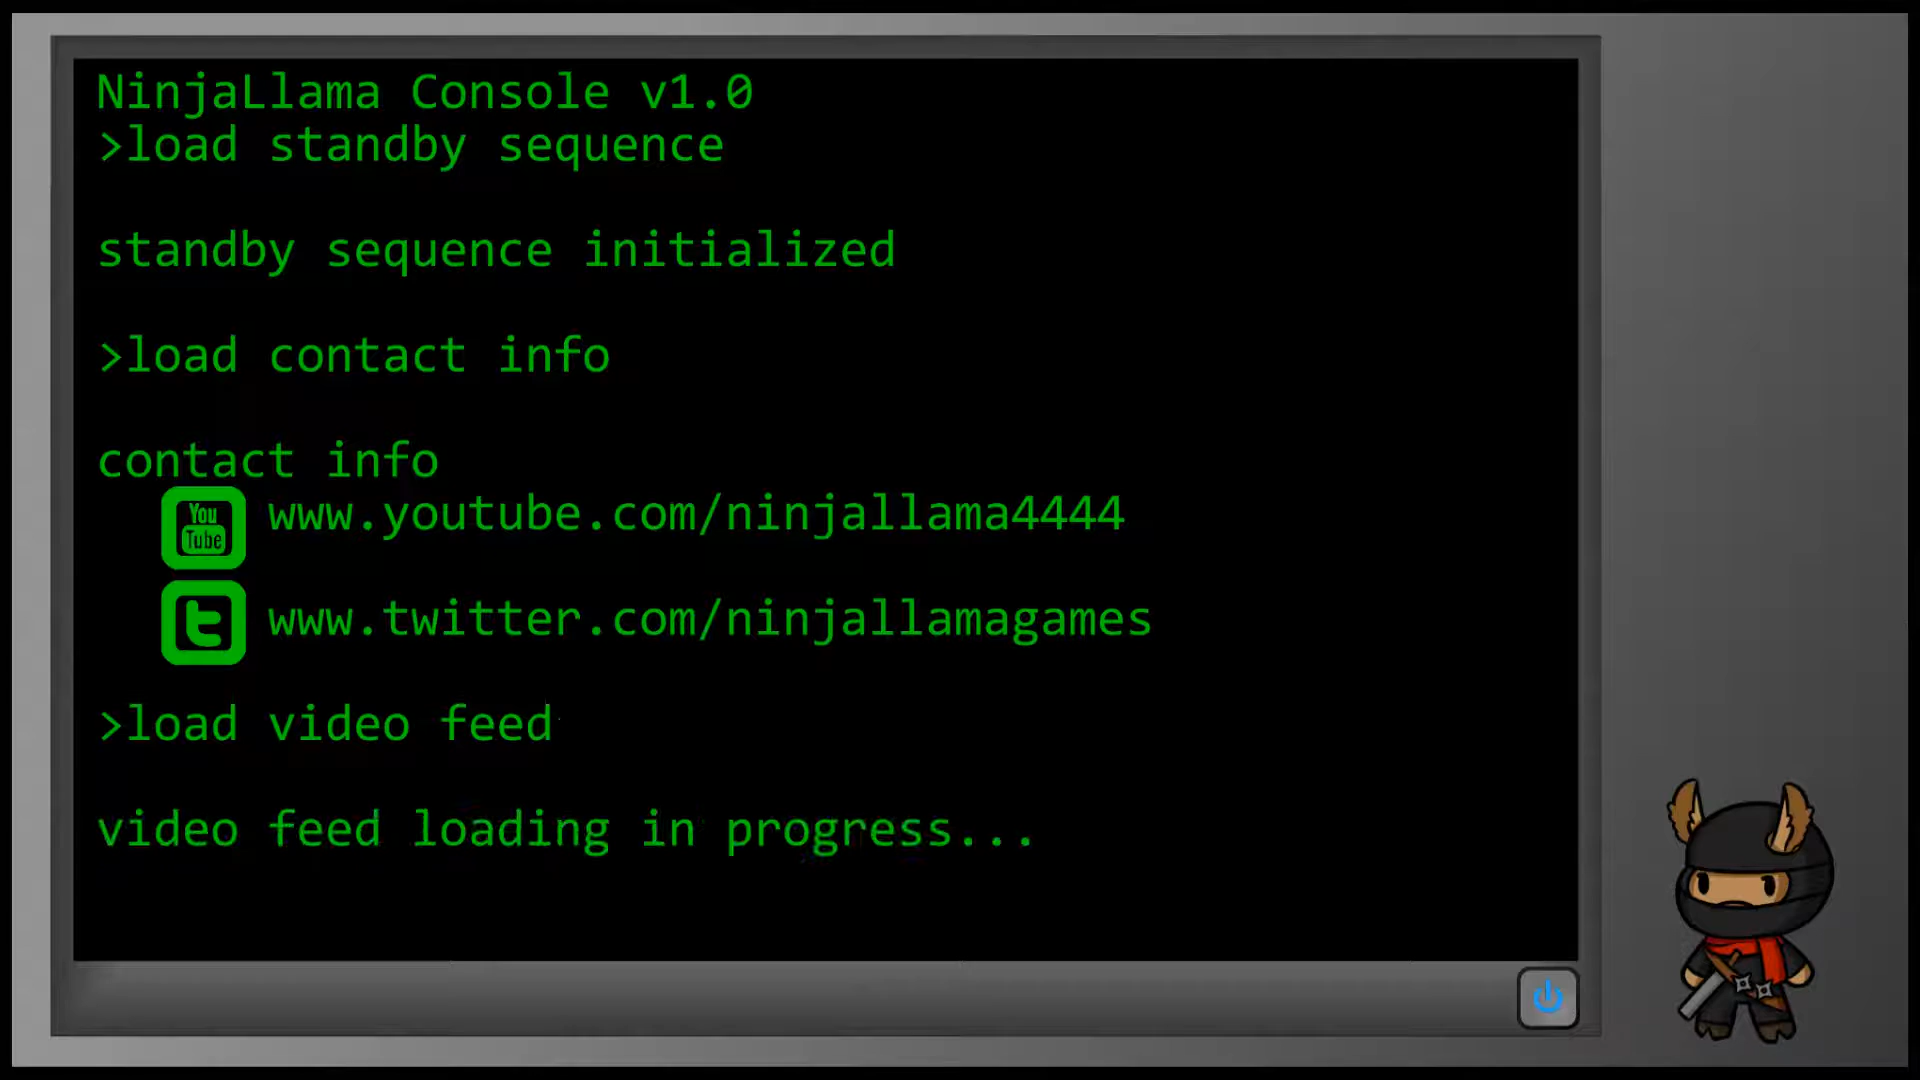 NinjaLlama Console v1.0
>load standby sequence
standby sequence initialized
>load contact info
contact info
You Tube www.youtube.com/ninjallama4444
t www.twitter.com/ninjallamagames
>load video feed
video feed loading in progress...